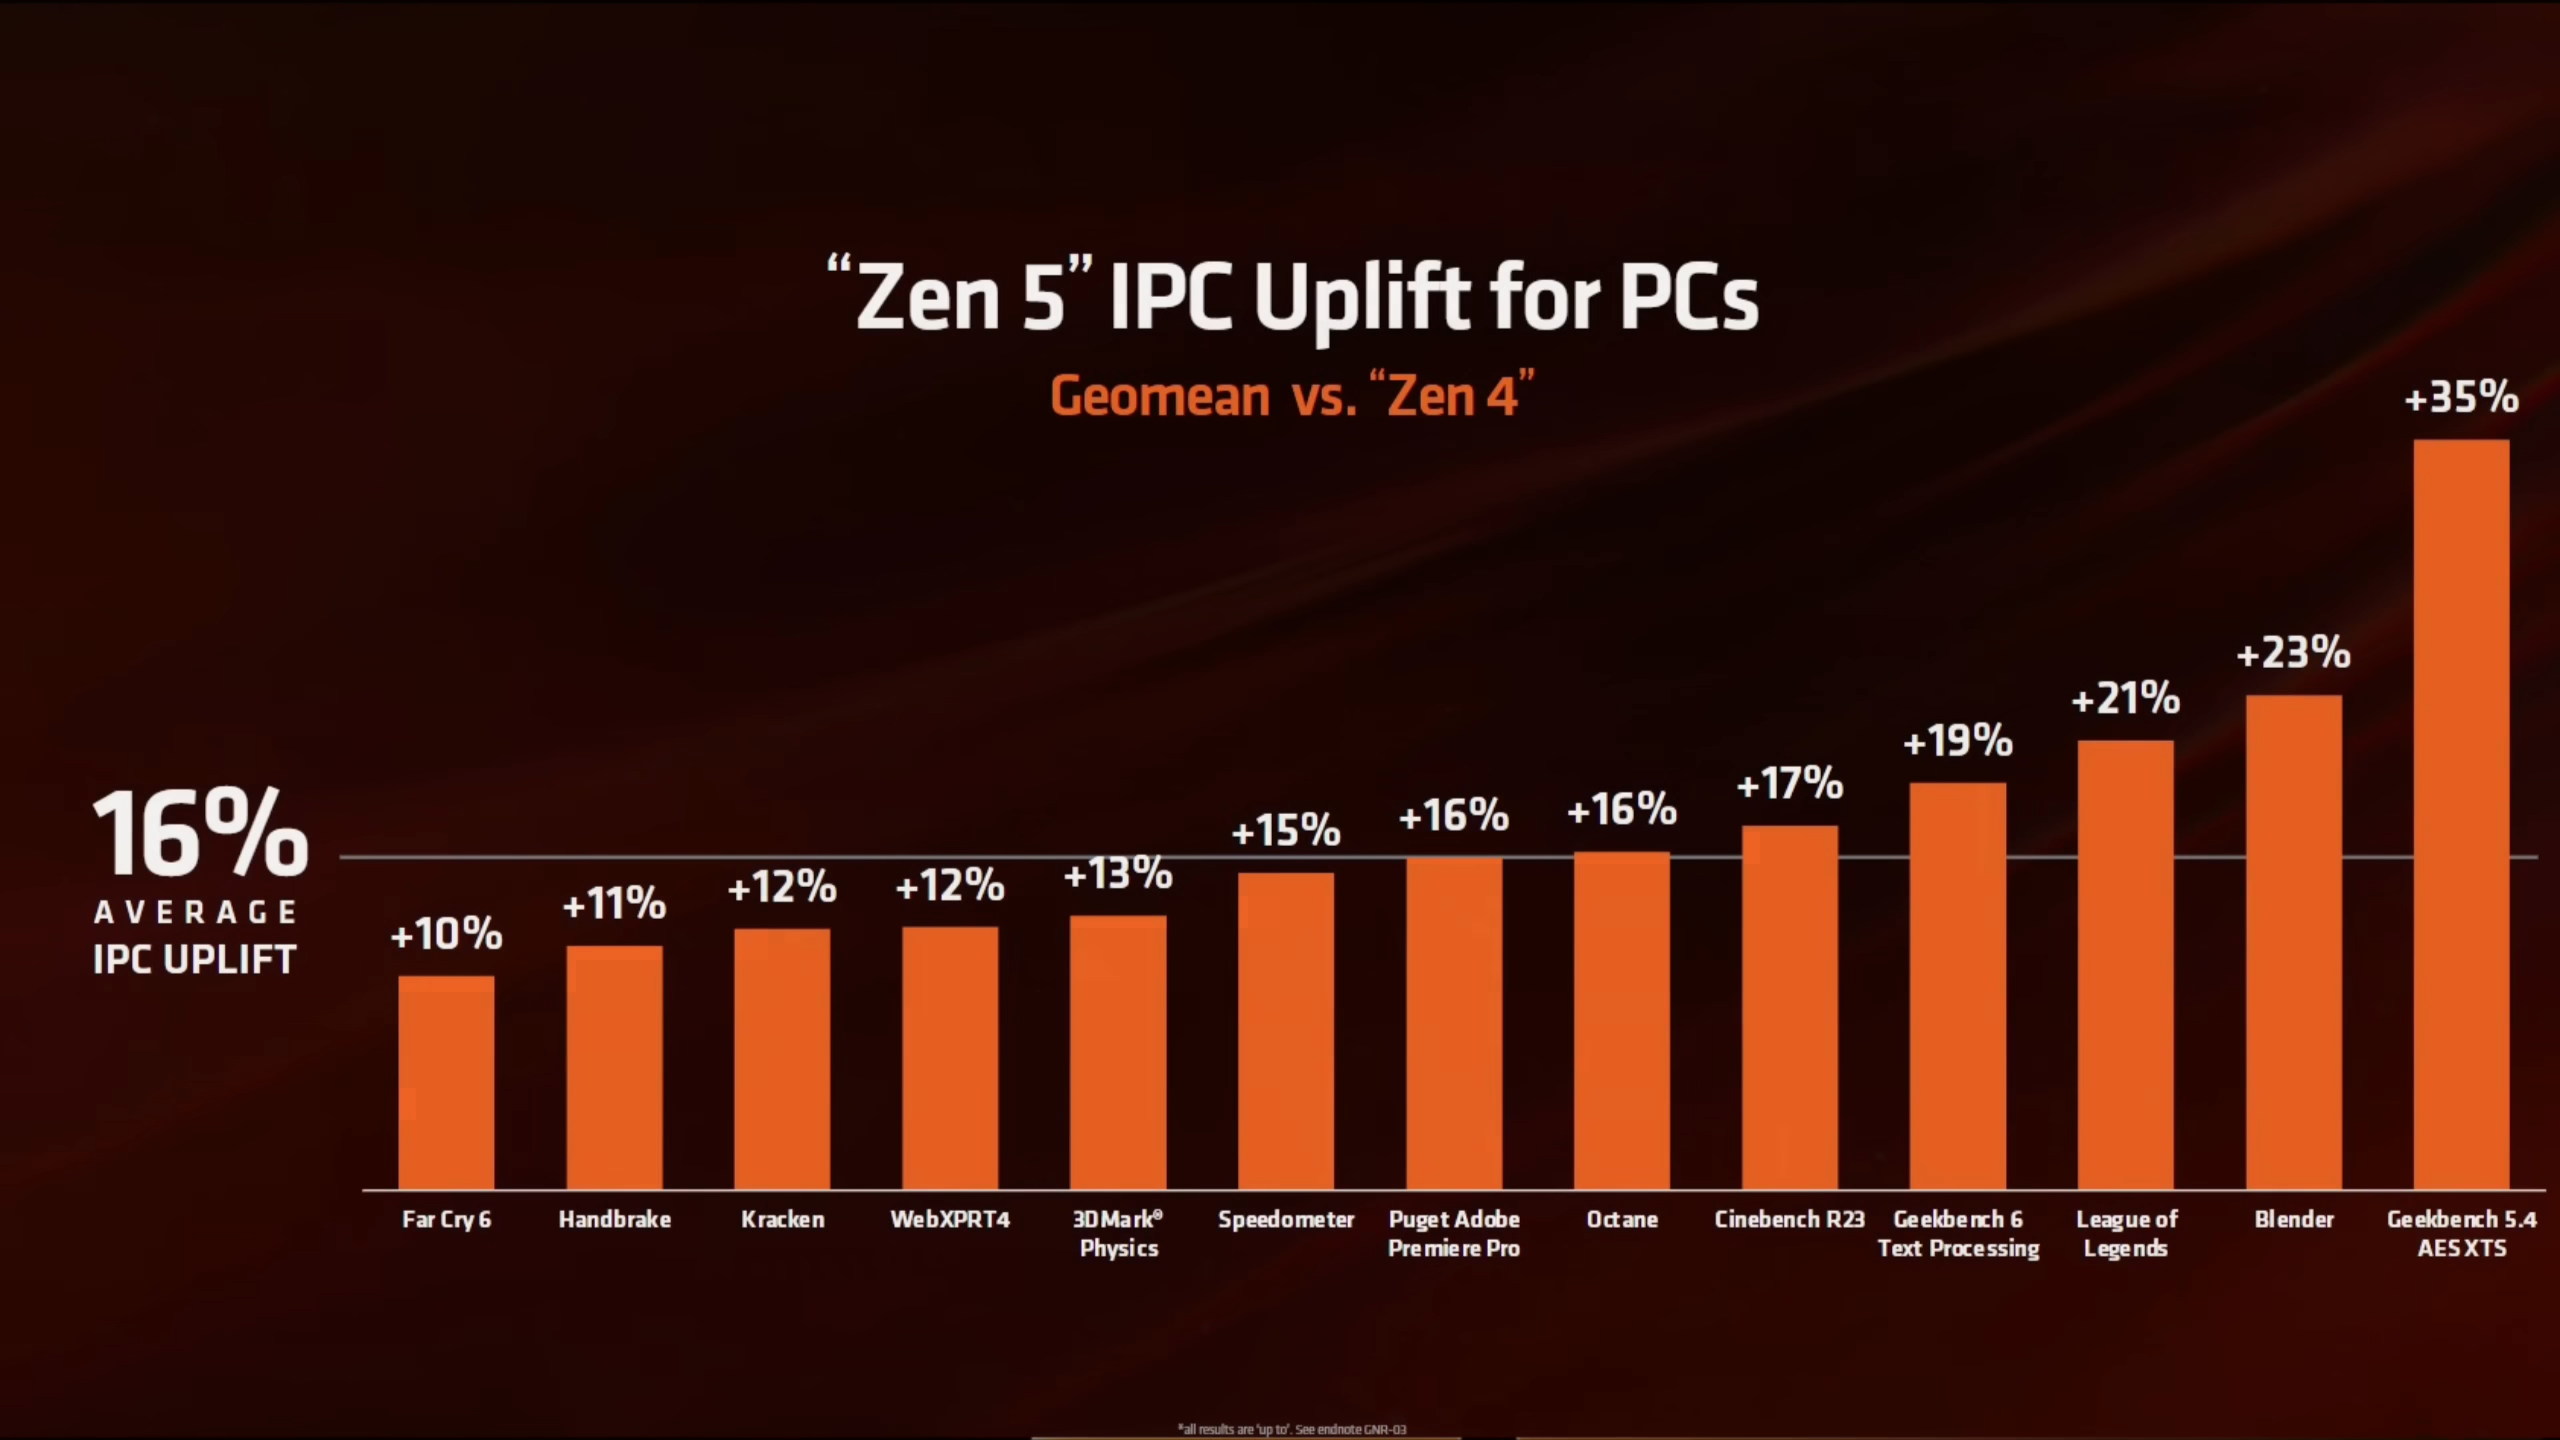 “Zen 5” IPC Uplift for PCs
Geomean vs. “Zen 4”
16%
AVERAGE
IPC UPLIFT
+10%
+11%
+12%
+12%
+13%
+15%
+16%
+16%
+17%
+19%
+21%
+23%
+35%
Far Cry 6
Handbrake
Kracken
WebXPRT4
3DMark®
Physics
Speedometer
Puget Adobe
Premiere Pro
Octane
Cinebench R23
Geekbench 6
Text Processing
League of
Legends
Blender
Geekbench 5.4
AES XTS
*all results are 'up to'. See endnote GNR-03